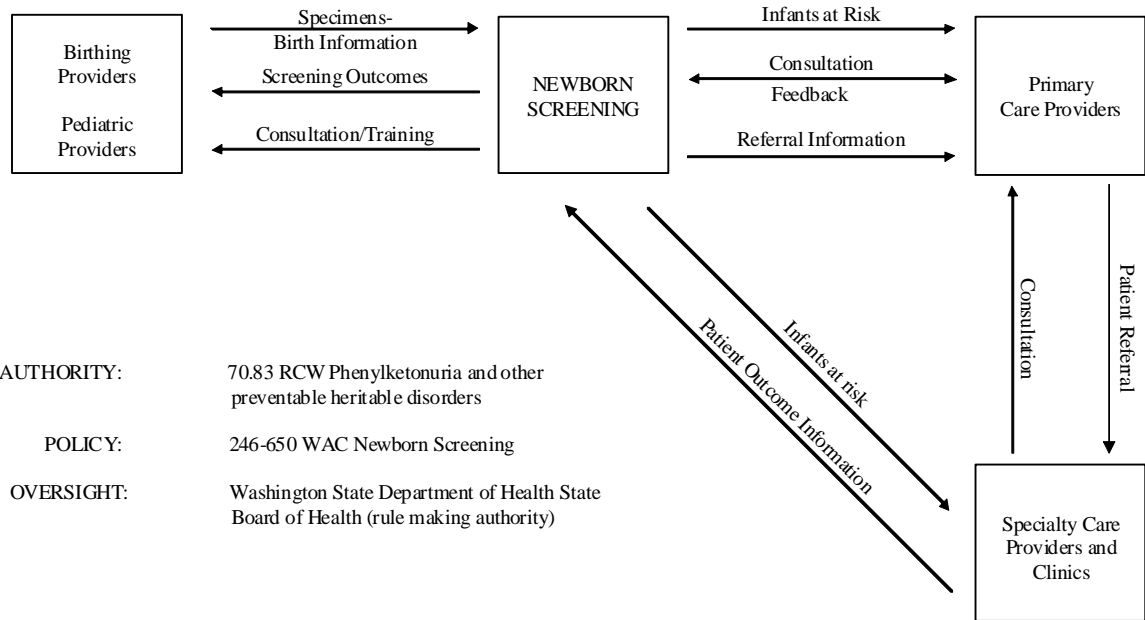 Birthing
Providers
Pediatric
Providers
Specimens-
Birth Information
Screening Outcomes
Consultation/Training
NEWBORN
SCREENING
Infants at Risk
Consultation
Feedback
Referral Information
Primary
Care Providers
Patient Outcome Information
Infants at risk
Consultation
Patient Referral
AUTHORITY:
70.83 RCW Phenylketonuria and other
preventable heritable disorders
POLICY:
246-650 WAC Newborn Screening
OVERSIGHT:
Washington State Department of Health State
Board of Health (rule making authority)
Specialty Care
Providers and
Clinics